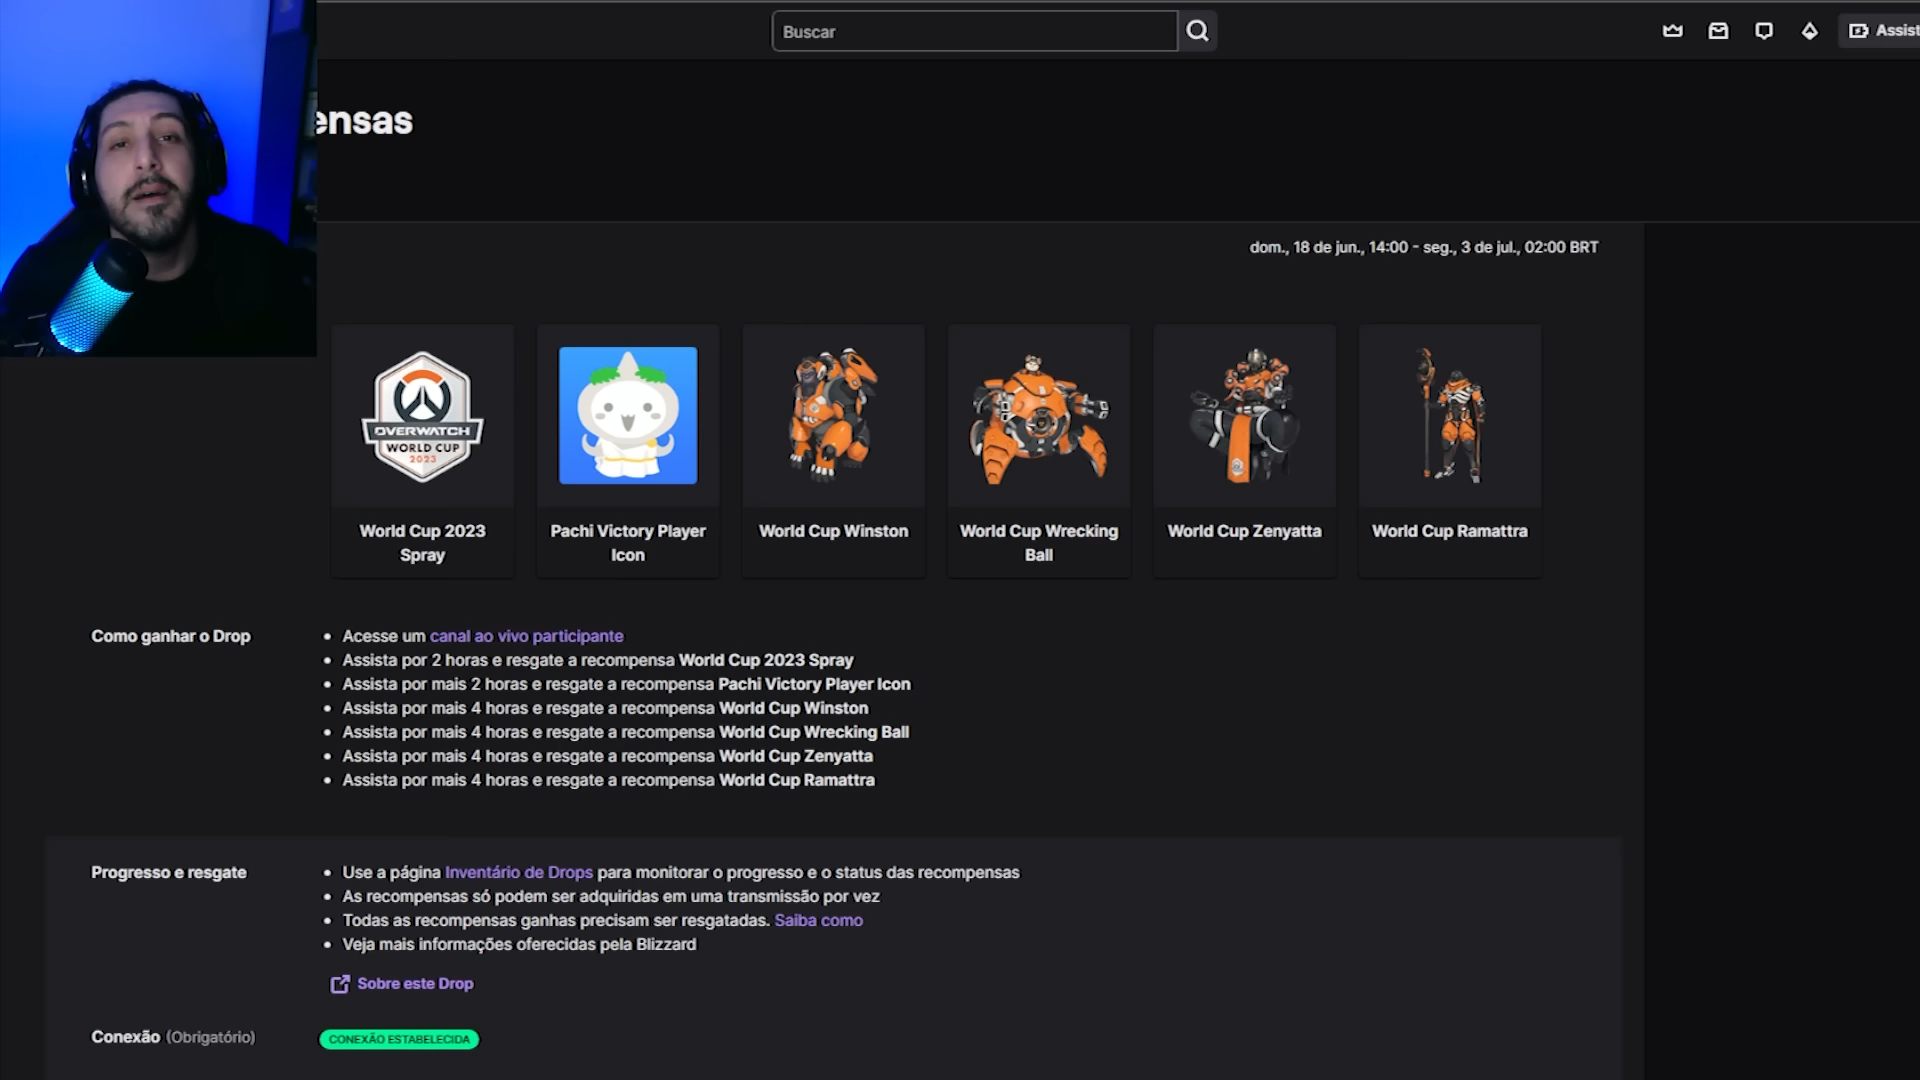 Buscar
Assist
ensas
dom., 18 de jun., 14:00 - seg., 3 de jul., 02:00 BRT
OVERWATCH
WORLD CUP
2023
World Cup 2023
Spray
Pachi Victory Player
Icon
World Cup Winston
World Cup Wrecking
Ball
World Cup Zenyatta
World Cup Ramattra
Como ganhar o Drop
• Acesse um canal ao vivo participante
• Assista por 2 horas e resgate a recompensa World Cup 2023 Spray
• Assista por mais 2 horas e resgate a recompensa Pachi Victory Player Icon
• Assista por mais 4 horas e resgate a recompensa World Cup Winston
• Assista por mais 4 horas e resgate a recompensa World Cup Wrecking Ball
• Assista por mais 4 horas e resgate a recompensa World Cup Zenyatta
• Assista por mais 4 horas e resgate a recompensa World Cup Ramattra
Progresso e resgate
• Use a página Inventário de Drops para monitorar o progresso e o status das recompensas
• As recompensas só podem ser adquiridas em uma transmissão por vez
• Todas as recompensas ganhas precisam ser resgatadas. Saiba como
• Veja mais informações oferecidas pela Blizzard
Sobre este Drop
Conexão (Obrigatório)
CONEXÃO ESTABELECIDA